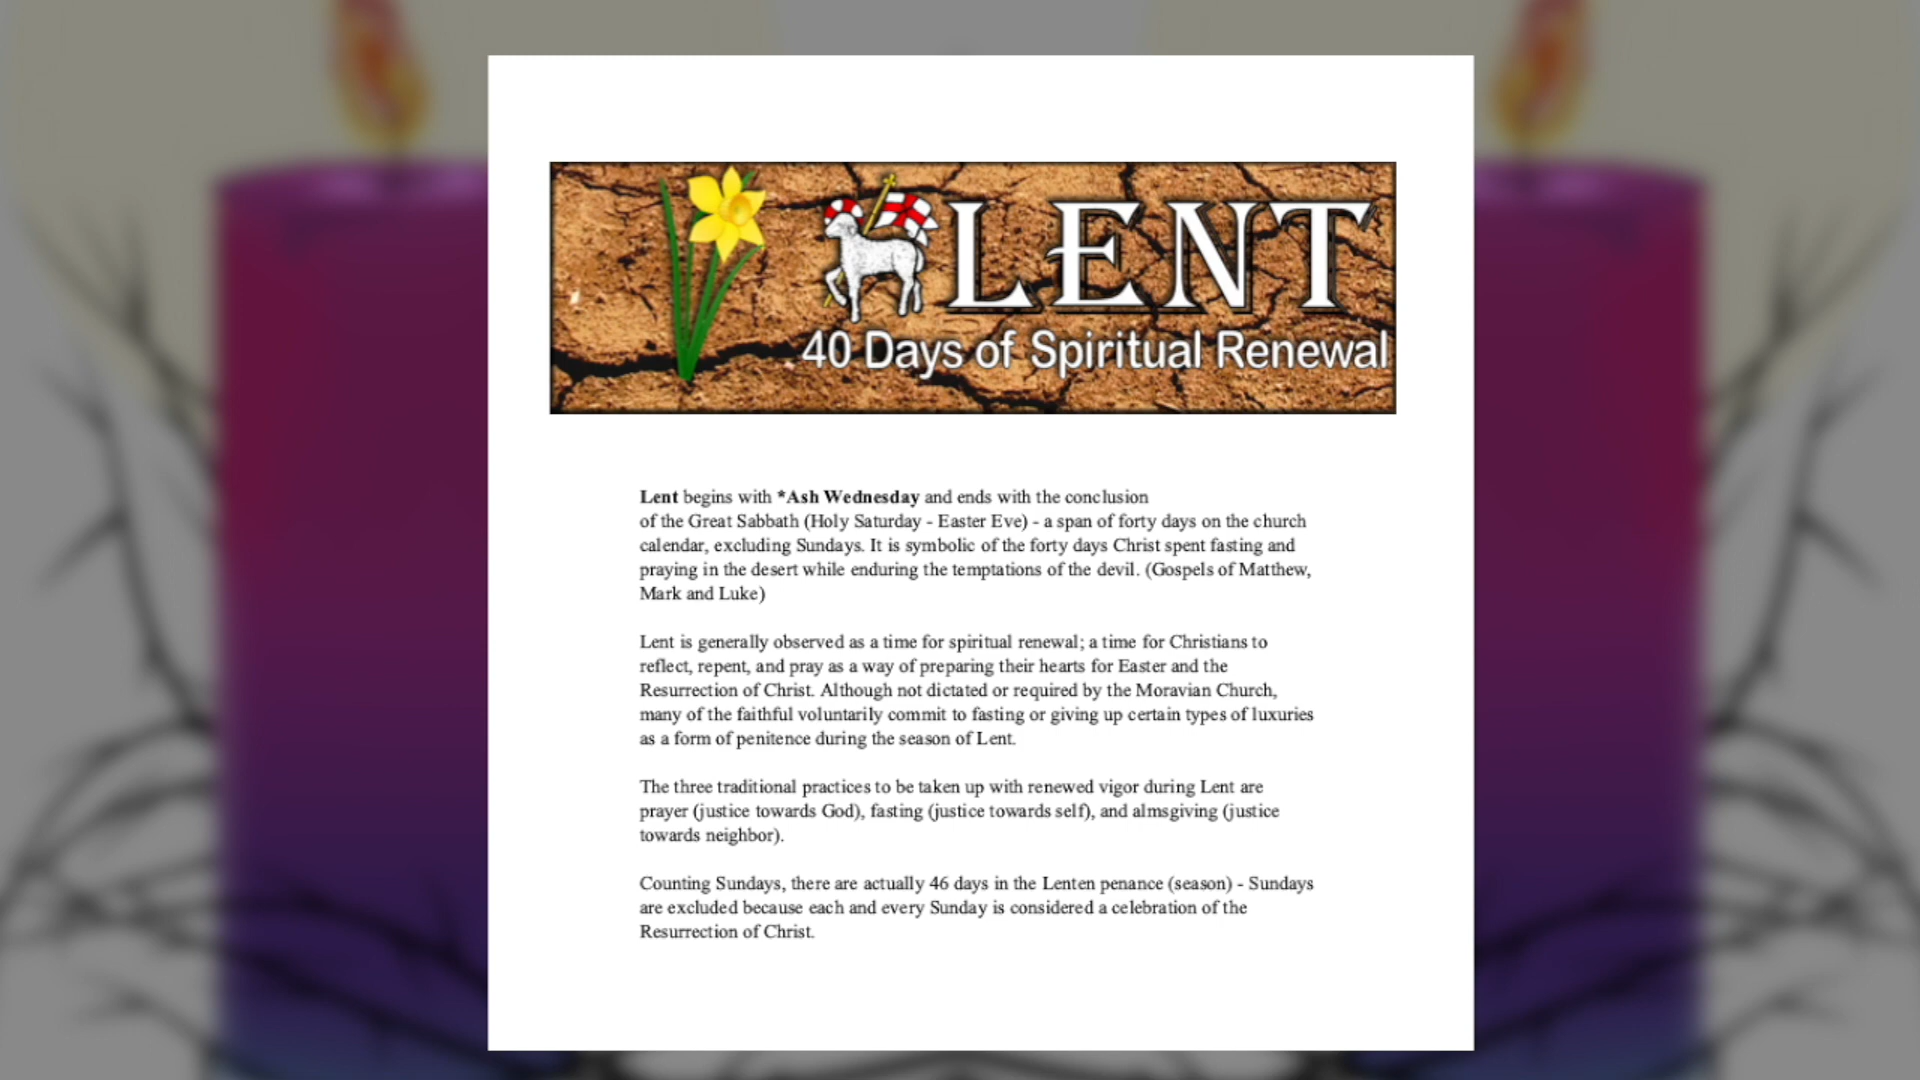 LENT
40 Days of Spiritual Renewal
Lent begins with *Ash Wednesday and ends with the conclusion
of the Great Sabbath (Holy Saturday - Easter Eve) - a span of forty days on the church
calendar, excluding Sundays. It is symbolic of the forty days Christ spent fasting and
praying in the desert while enduring the temptations of the devil. (Gospels of Matthew,
Mark and Luke)
Lent is generally observed as a time for spiritual renewal; a time for Christians to
reflect, repent, and pray as a way of preparing their hearts for Easter and the
Resurrection of Christ. Although not dictated or required by the Moravian Church,
many of the faithful voluntarily commit to fasting or giving up certain types of luxuries
as a form of penitence during the season of Lent.
The three traditional practices to be taken up with renewed vigor during Lent are
prayer (justice towards God), fasting (justice towards self), and almsgiving (justice
towards neighbor).
Counting Sundays, there are actually 46 days in the Lenten penance (season) - Sundays
are excluded because each and every Sunday is considered a celebration of the
Resurrection of Christ.